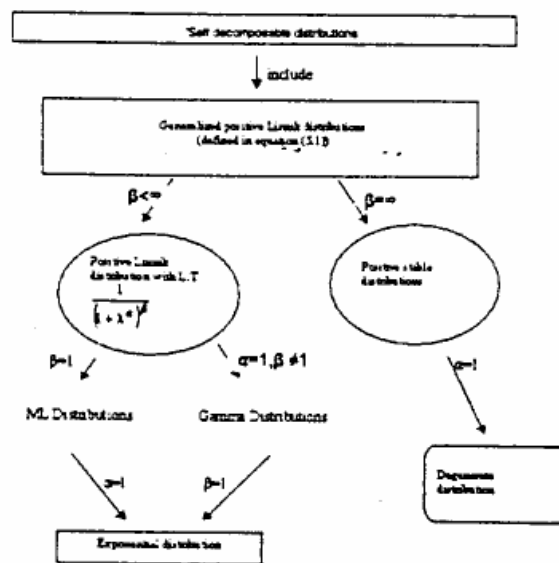 Self decomposable distributions
include
Generalized positive Linnik distributions
(defined in equation (3.1))
β<∞
β=∞
Positive Linnik
distribution with L.T
1
(1 + λ^α)^β
Positive stable
distributions
β=1
α=1, β≠1
α=1
ML Distributions
Gamma Distributions
α=1
β=1
Degenerate
distribution
Exponential distribution